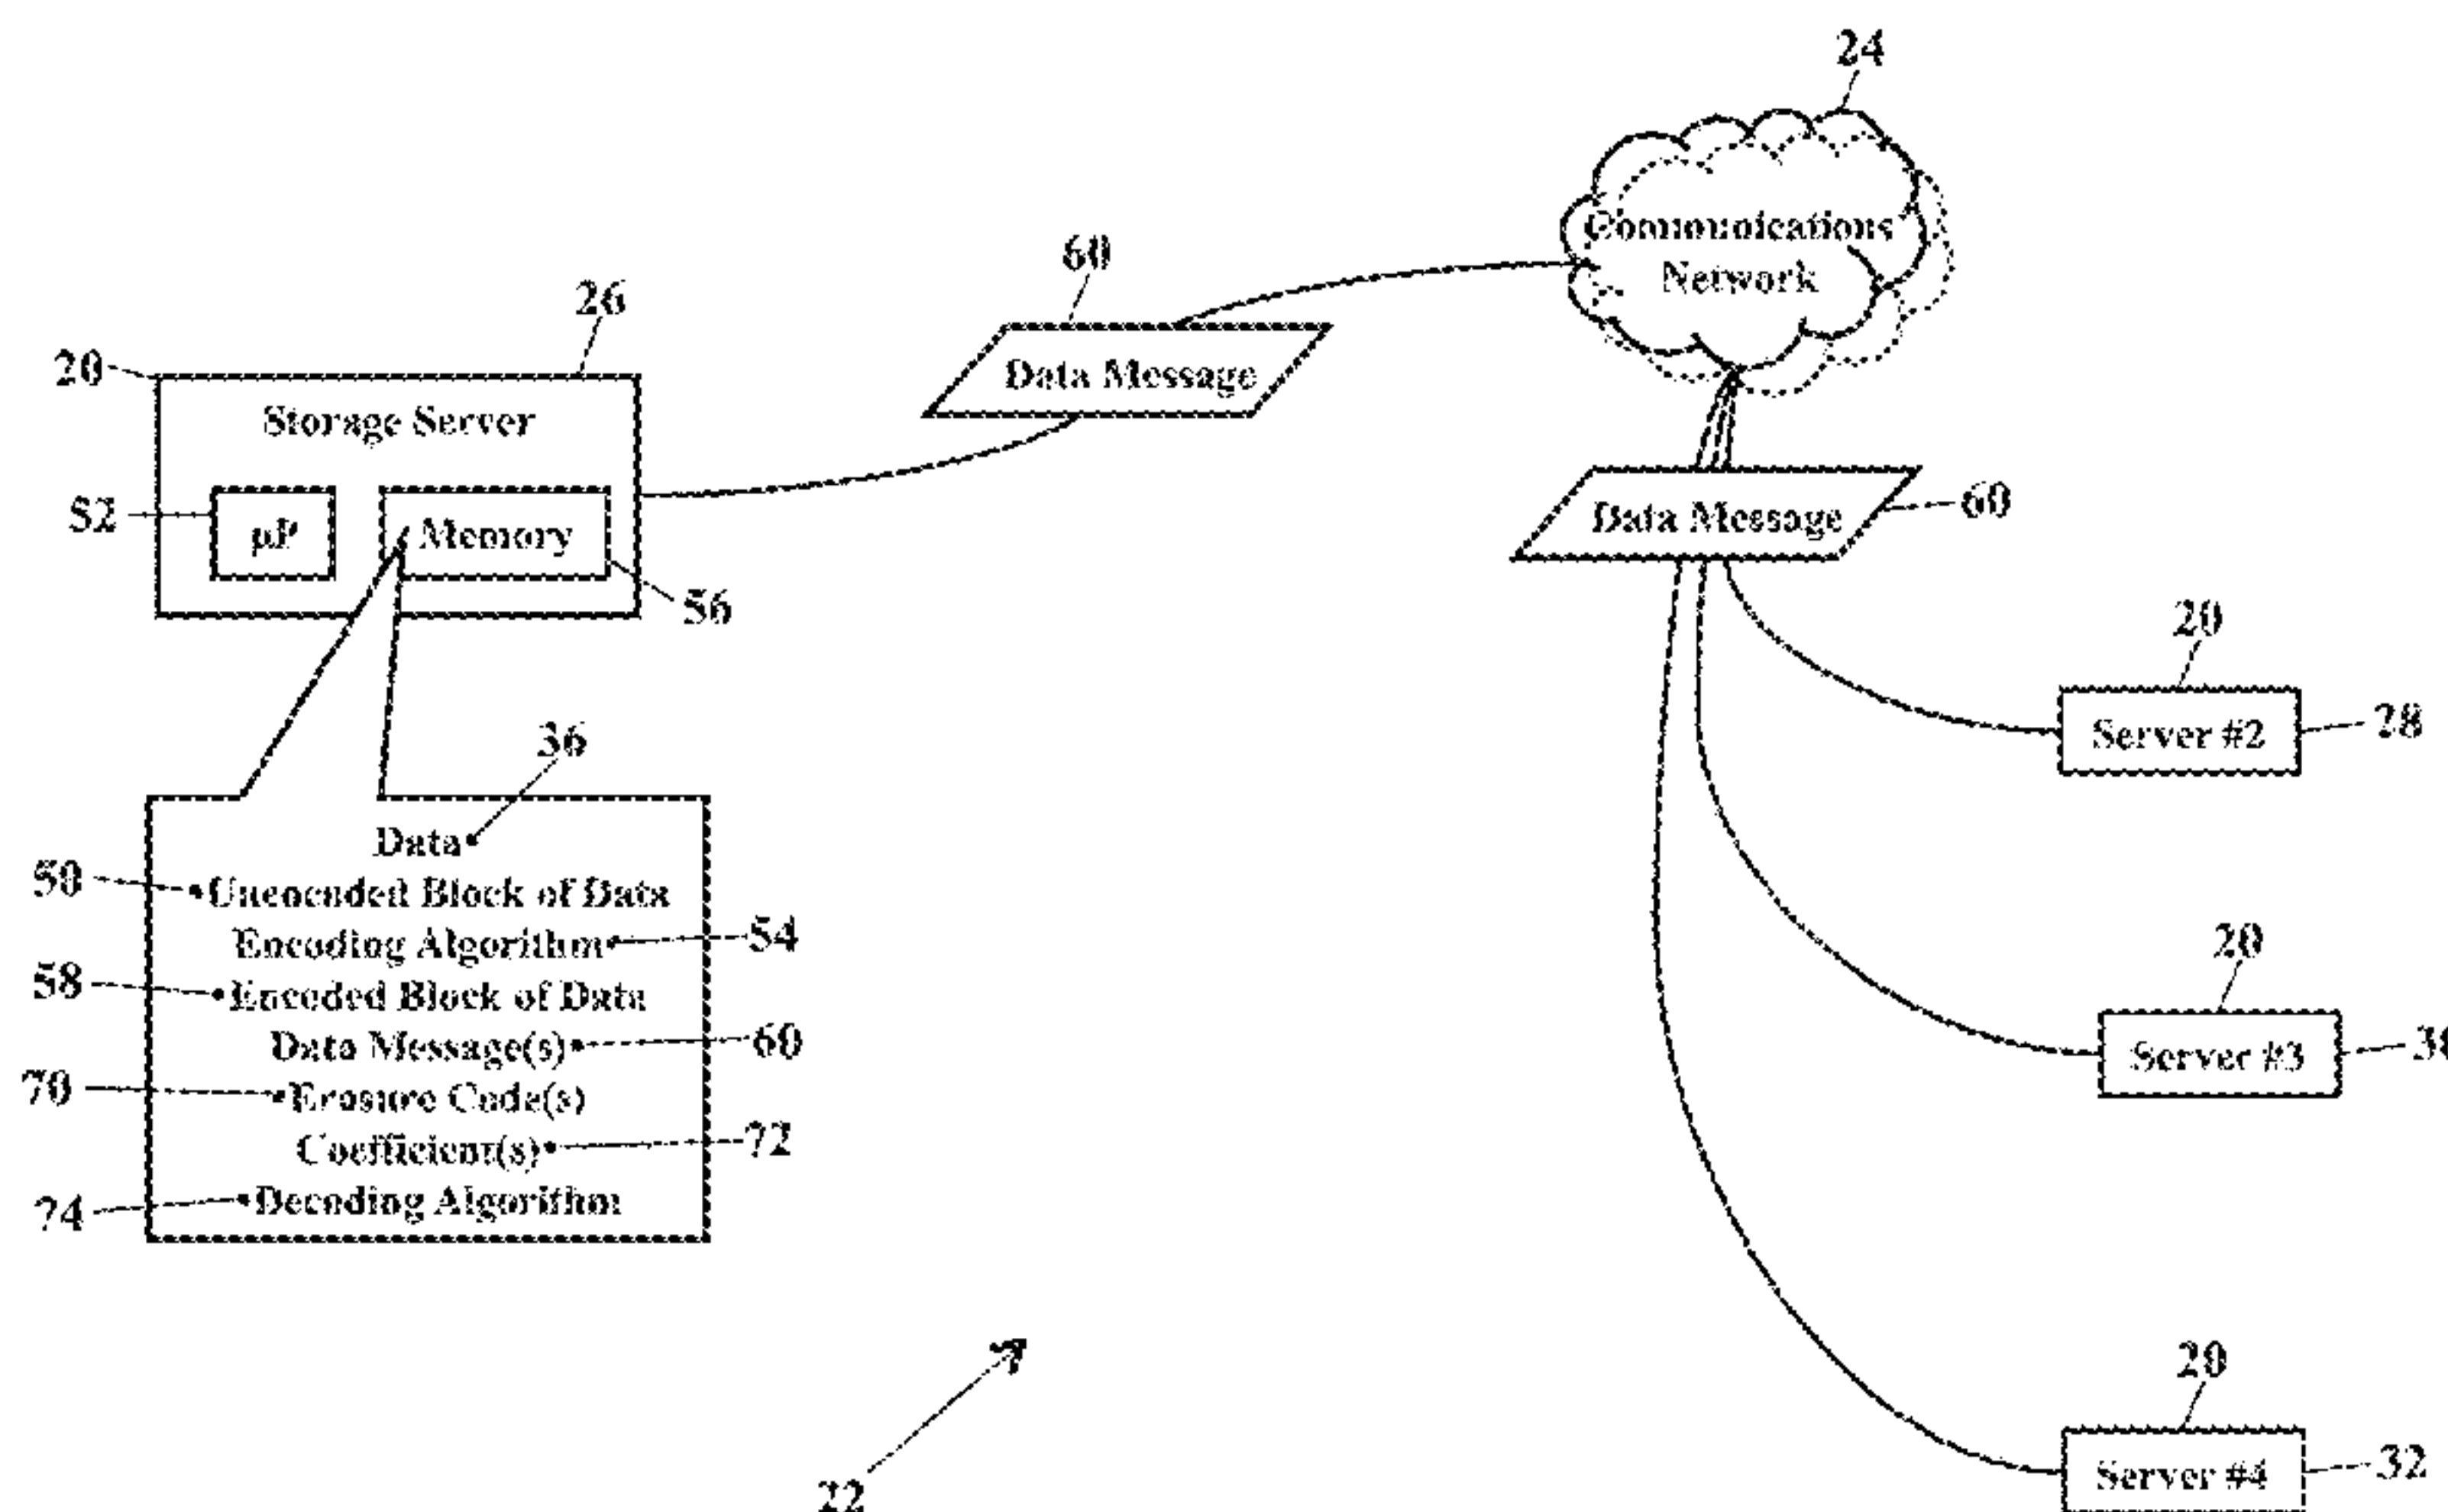 24
Communications
Network
60
26
20
Data Message
Storage Server
52
μP
Memory
56
Data Message
60
20
Server #2
28
36
Data
50
Unencoded Block of Data
Encoding Algorithm
54
58
Encoded Block of Data
Data Message(s)
60
70
Erasure Code(s)
Coefficient(s)
72
74
Decoding Algorithm
20
Server #3
20
Server #4
32
22